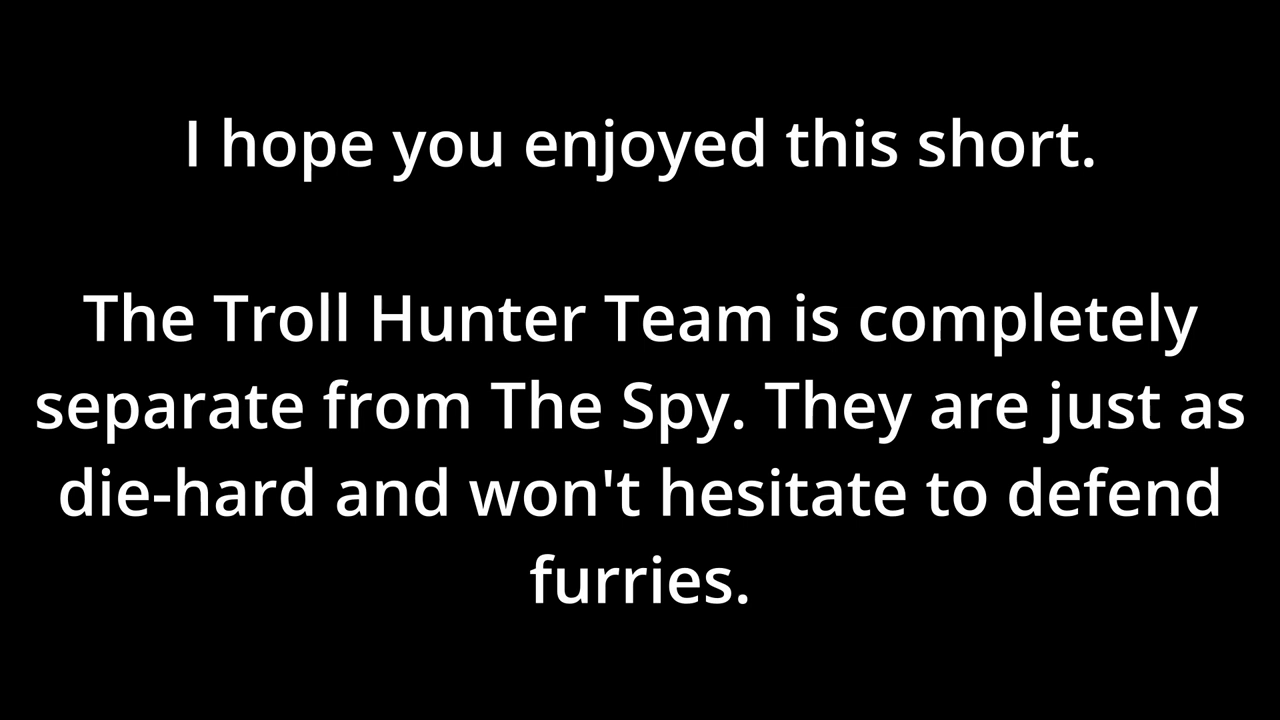 I hope you enjoyed this short.
The Troll Hunter Team is completely
separate from The Spy. They are just as
die-hard and won't hesitate to defend
furries.